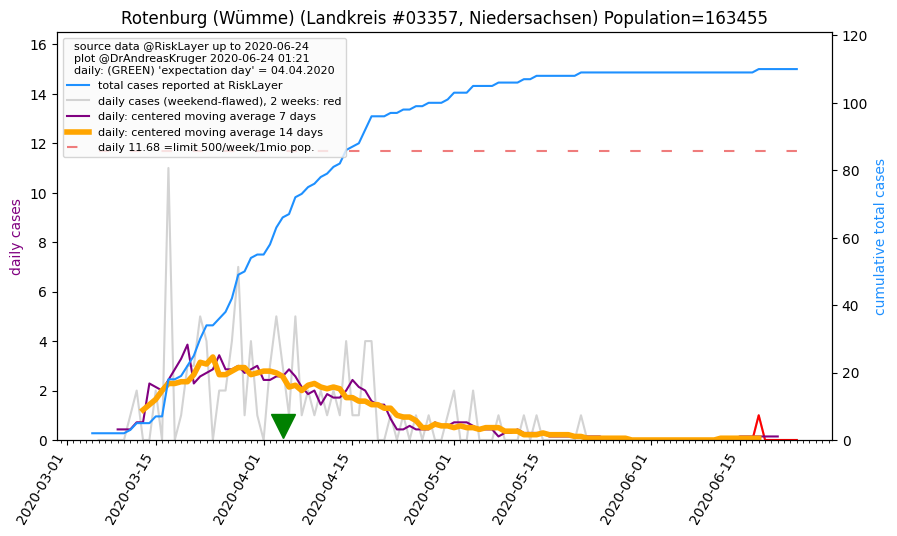 Rotenburg (Wümme) (Landkreis #03357, Niedersachsen) Population=163455
source data @RiskLayer up to 2020-06-24
plot @DrAndreasKruger 2020-06-24 01:21
daily: (GREEN) 'expectation day' = 04.04.2020
total cases reported at RiskLayer
daily cases (weekend-flawed), 2 weeks: red
daily: centered moving average 7 days
daily: centered moving average 14 days
daily 11.68 =limit 500/week/1mio pop.
daily cases
16
14
12
10
8
6
4
2
0
cumulative total cases
120
100
80
60
40
20
0
2020-03-01
2020-03-15
2020-04-01
2020-04-15
2020-05-01
2020-05-15
2020-06-01
2020-06-15